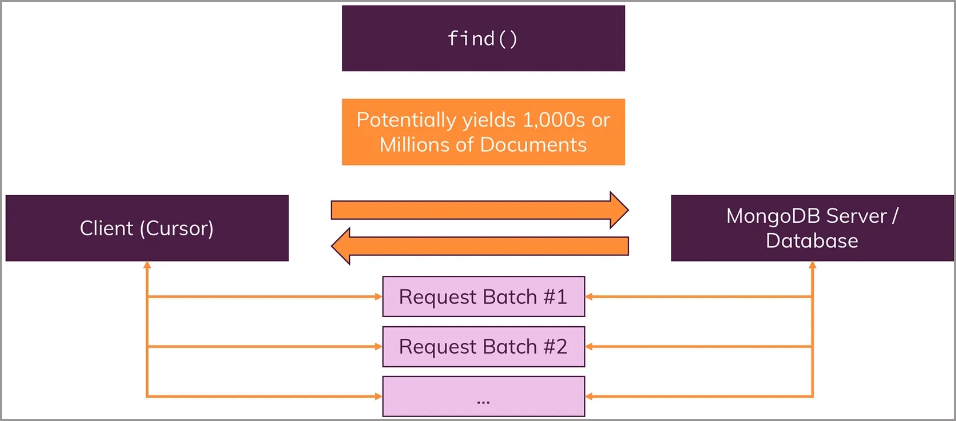 find()
Potentially yields 1,000s or
Millions of Documents
Client (Cursor)
MongoDB Server /
Database
Request Batch #1
Request Batch #2
...